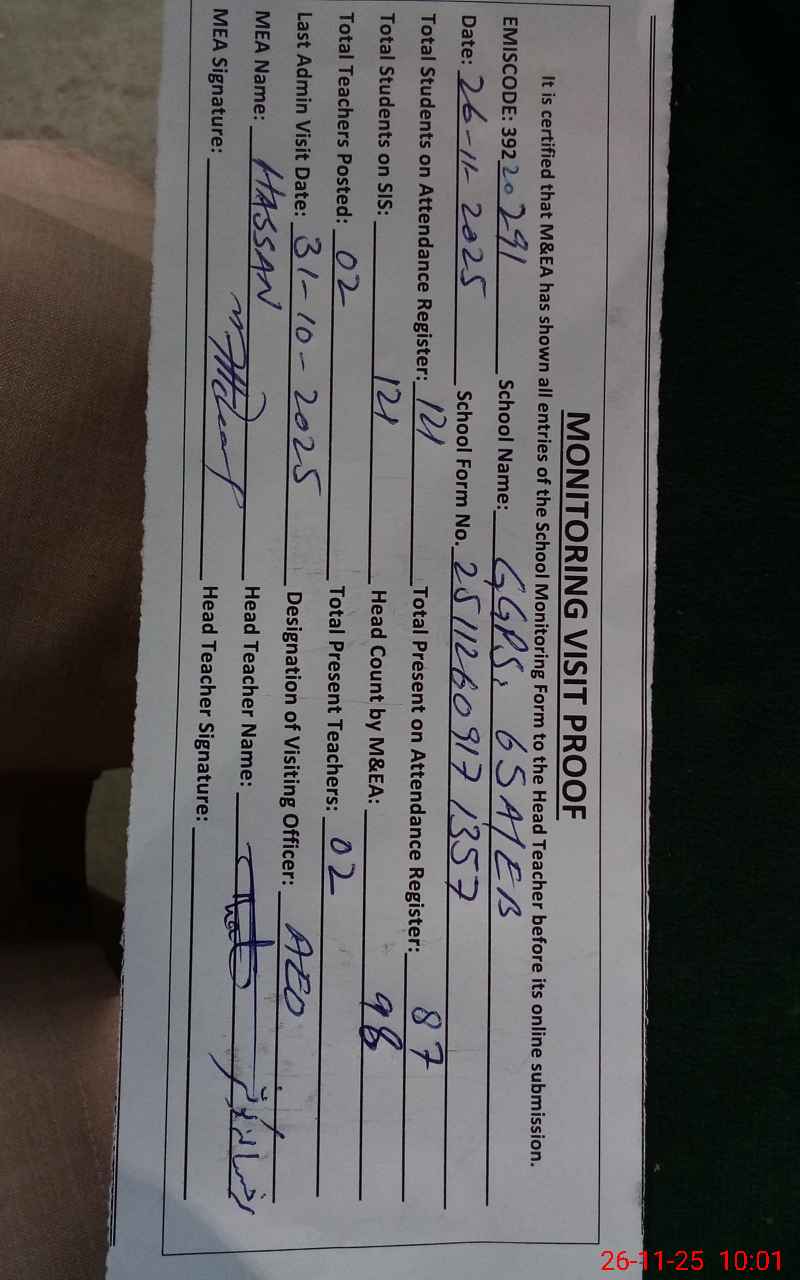 MONITORING VISIT PROOF
It is certified that M&EA has shown all entries of the School Monitoring Form to the Head Teacher before its online submission.
EMISCODE: 39220291 School Name: GGPS, 65A/EB
Date: 26-11-2025 School Form No. 2511260917 1357
Total Students on Attendance Register: 121 Total Present on Attendance Register: 87
Total Students on SIS: 121 Head Count by M&EA: 98
Total Teachers Posted: 02 Total Present Teachers: 02
Last Admin Visit Date: 31-10-2025 Designation of Visiting Officer: AEO
MEA Name: HASSAN Head Teacher Name:
MEA Signature: Head Teacher Signature:
26-11-25 10:01